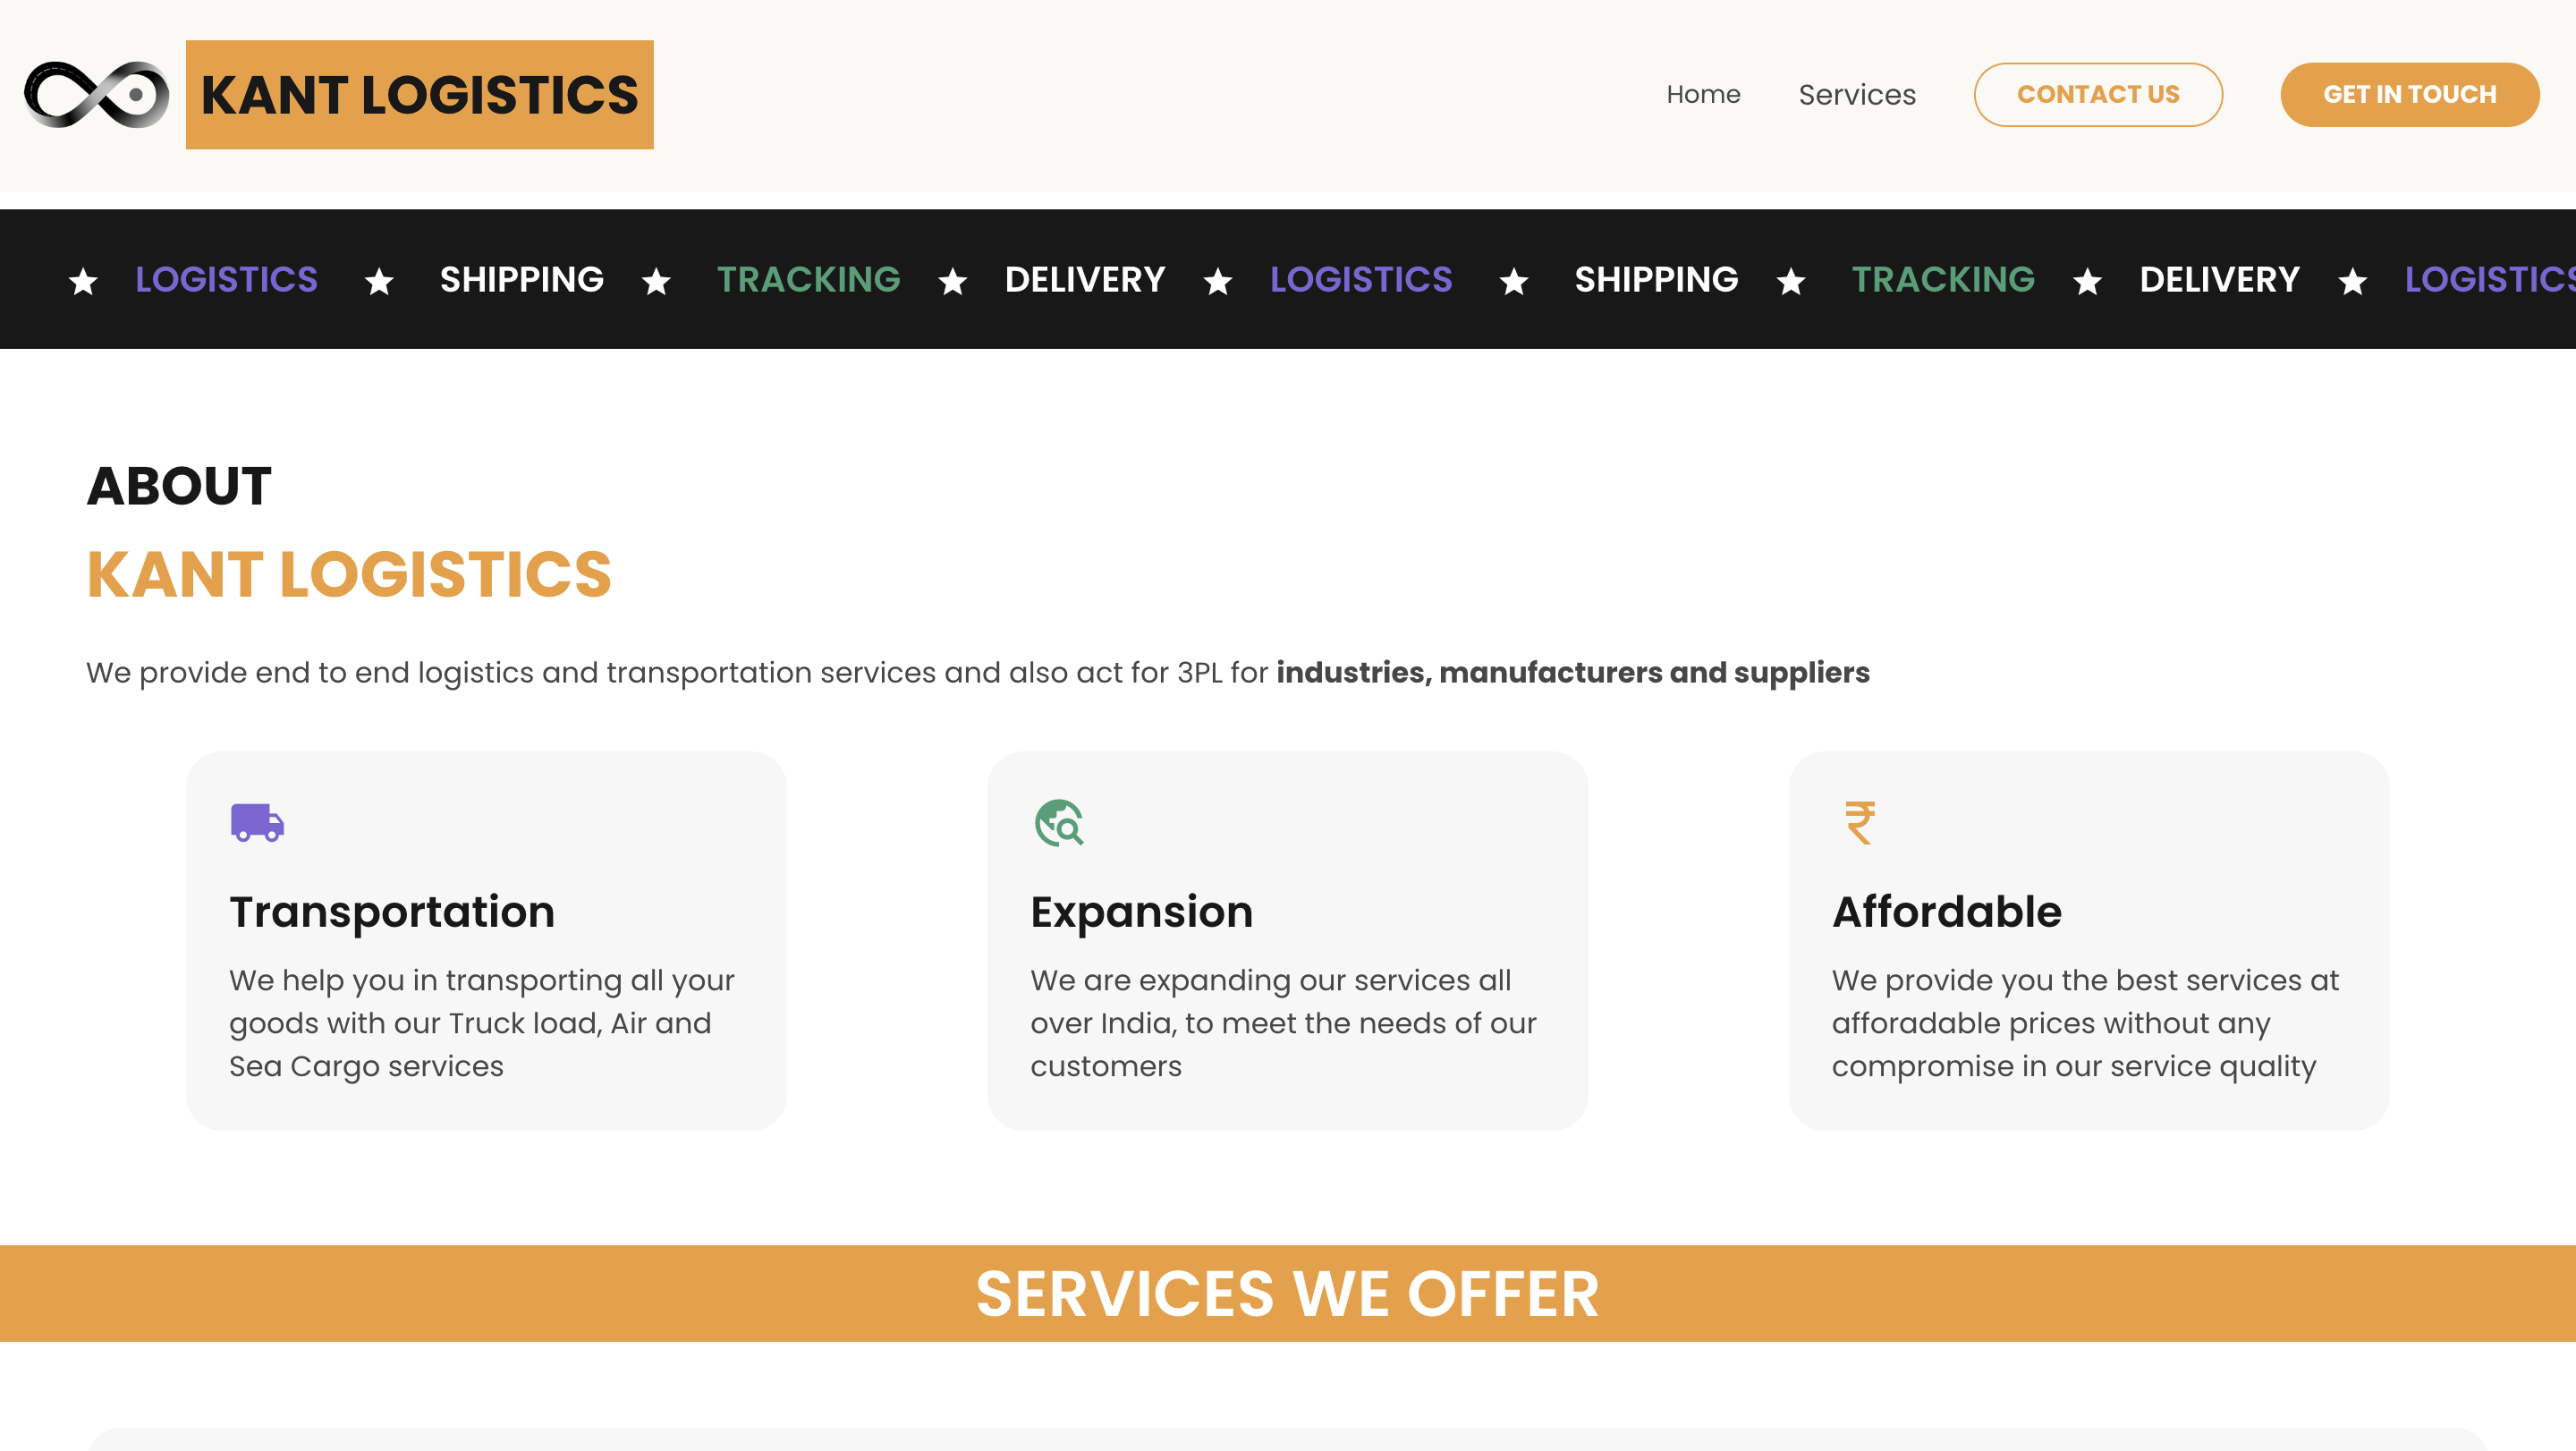 KANT LOGISTICS
Home Services CONTACT US GET IN TOUCH
LOGISTICS SHIPPING TRACKING DELIVERY LOGISTICS SHIPPING TRACKING DELIVERY LOGISTICS
ABOUT
KANT LOGISTICS
We provide end to end logistics and transportation services and also act for 3PL for industries, manufacturers and suppliers
Transportation
We help you in transporting all your
goods with our Truck load, Air and
Sea Cargo services
Expansion
We are expanding our services all
over India, to meet the needs of our
customers
₹
Affordable
We provide you the best services at
afforadable prices without any
compromise in our service quality
SERVICES WE OFFER